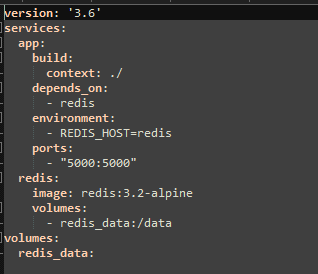 version: '3.6'
services:
  app:
    build:
      context: ./
    depends_on:
      - redis
    environment:
      - REDIS_HOST=redis
    ports:
      - "5000:5000"
  redis:
    image: redis:3.2-alpine
    volumes:
      - redis_data:/data
volumes:
  redis_data: